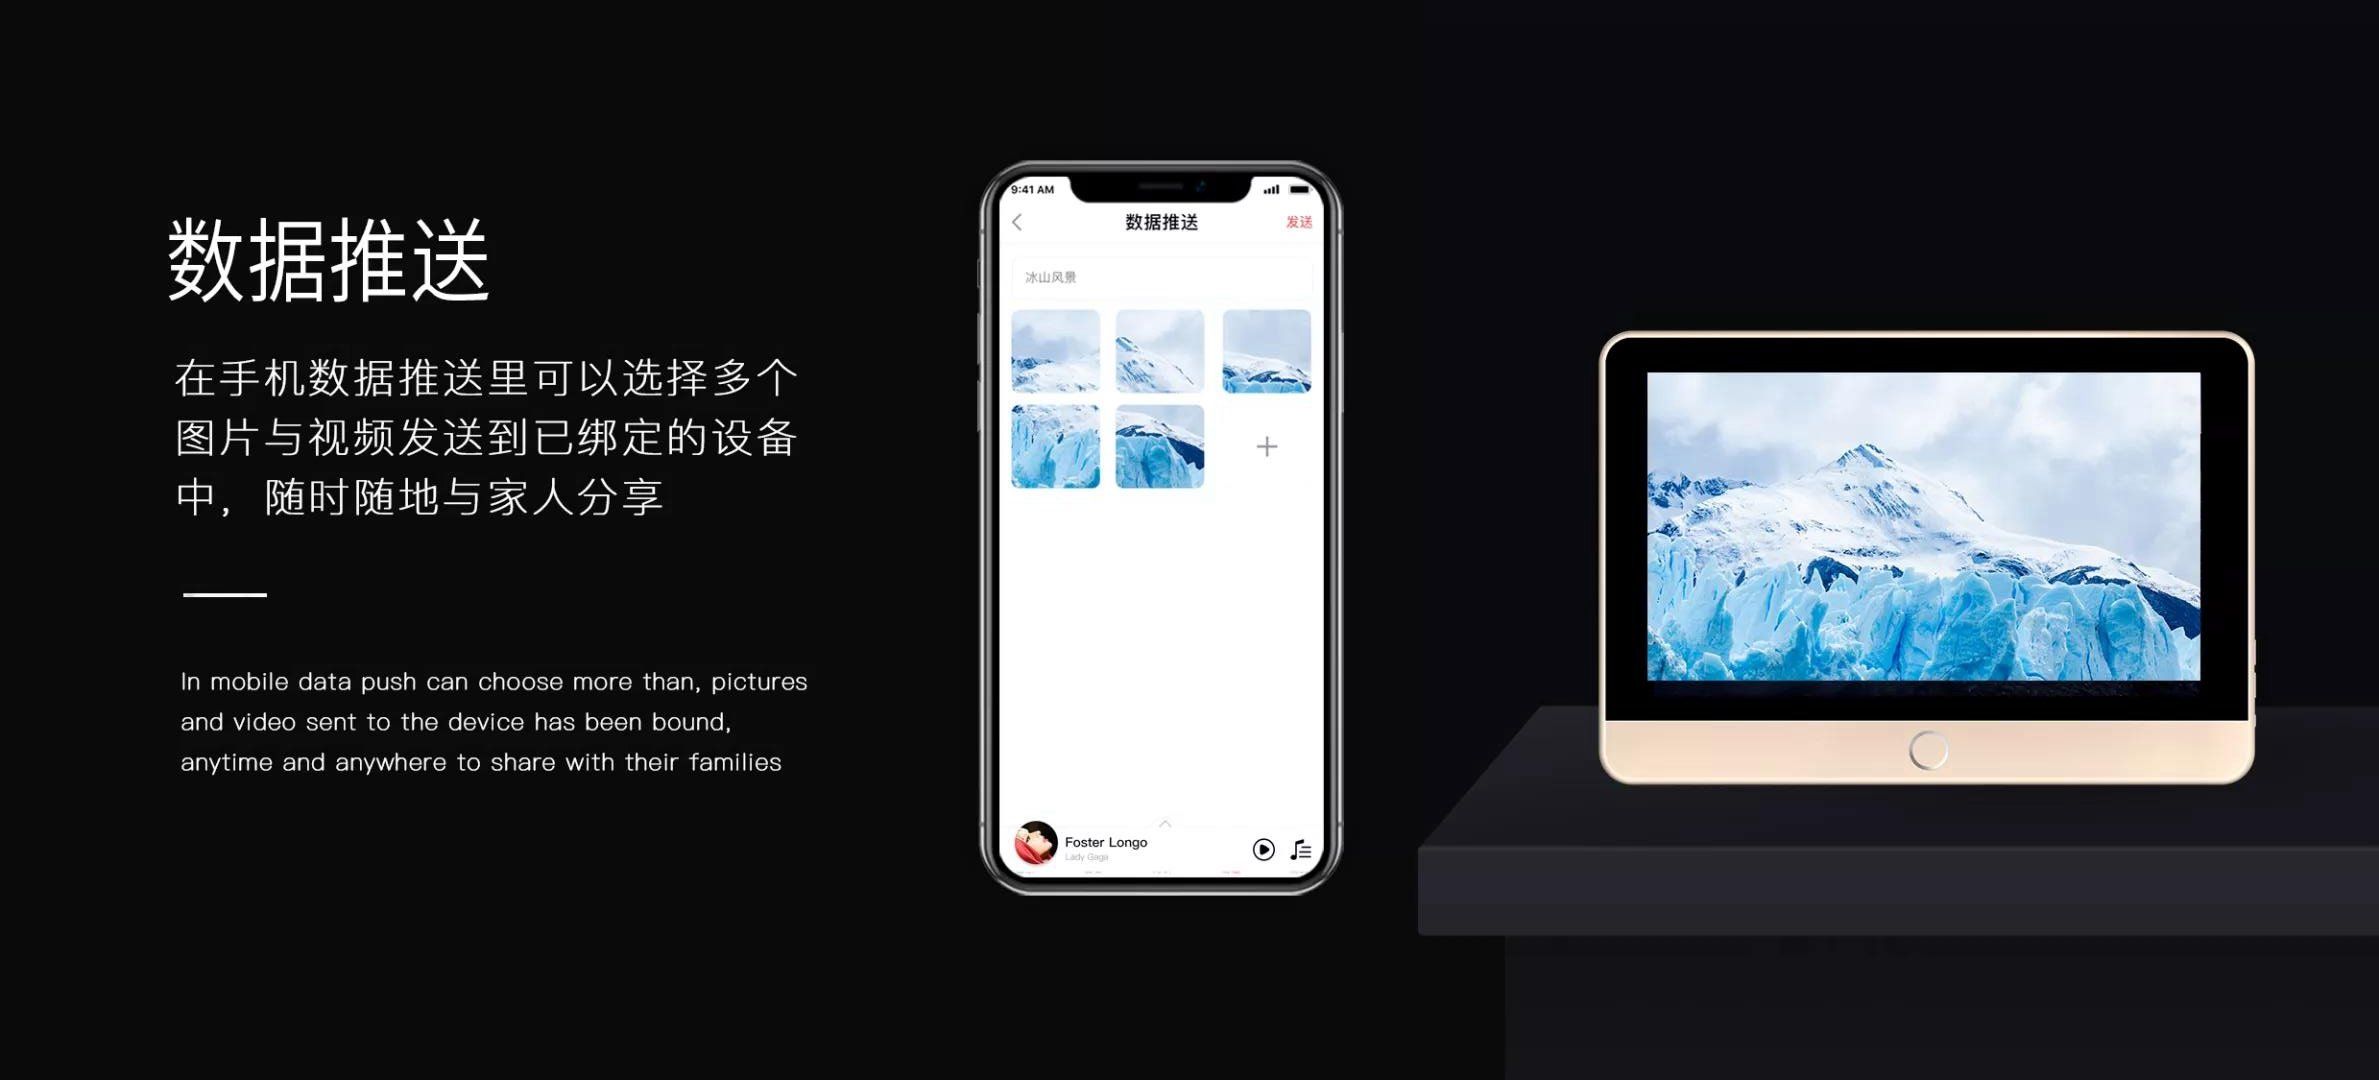 数据推送
在手机数据推送里可以选择多个
图片与视频发送到已绑定的设备
中，随时随地与家人分享
In mobile data push can choose more than, pictures
and video sent to the device has been bound,
anytime and anywhere to share with their families
9:41 AM
数据推送
发送
冰山风景
Foster Longo
Lady Gaga